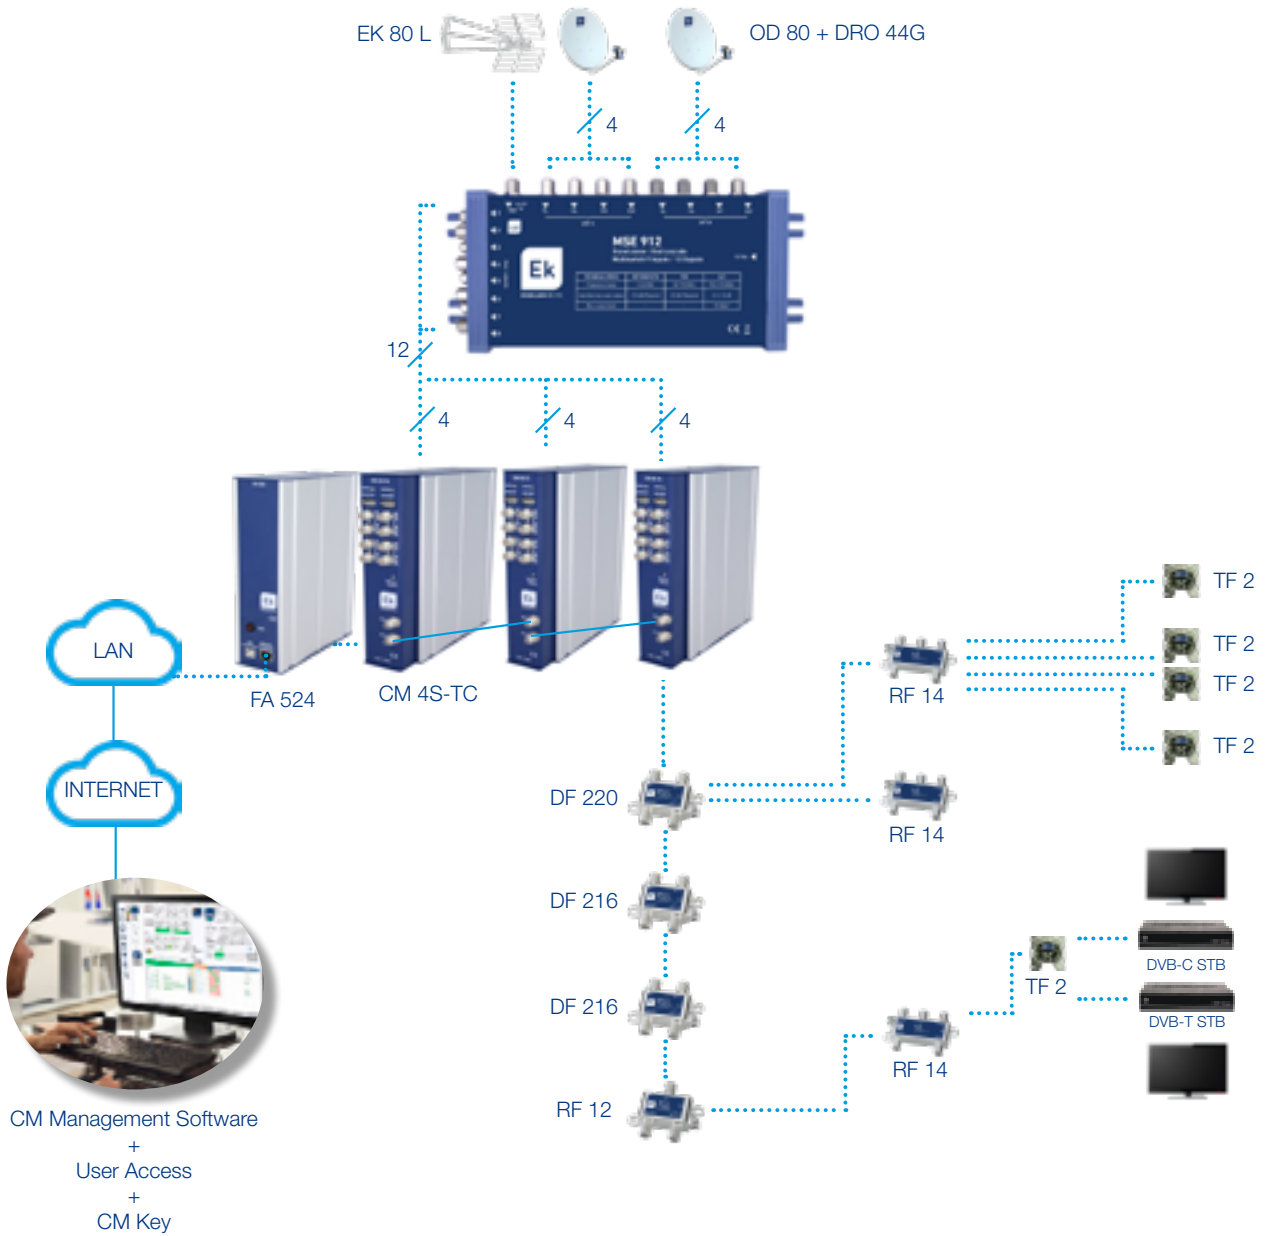 EK 80 L
OD 80 + DRO 44G
4
4
MSE 912
Ek
12
4
4
4
LAN
FA 524
CM 4S-TC
INTERNET
TF 2
TF 2
TF 2
TF 2
RF 14
DF 220
RF 14
DF 216
DF 216
TF 2
DVB-C STB
DVB-T STB
RF 14
RF 12
CM Management Software
+
User Access
+
CM Key